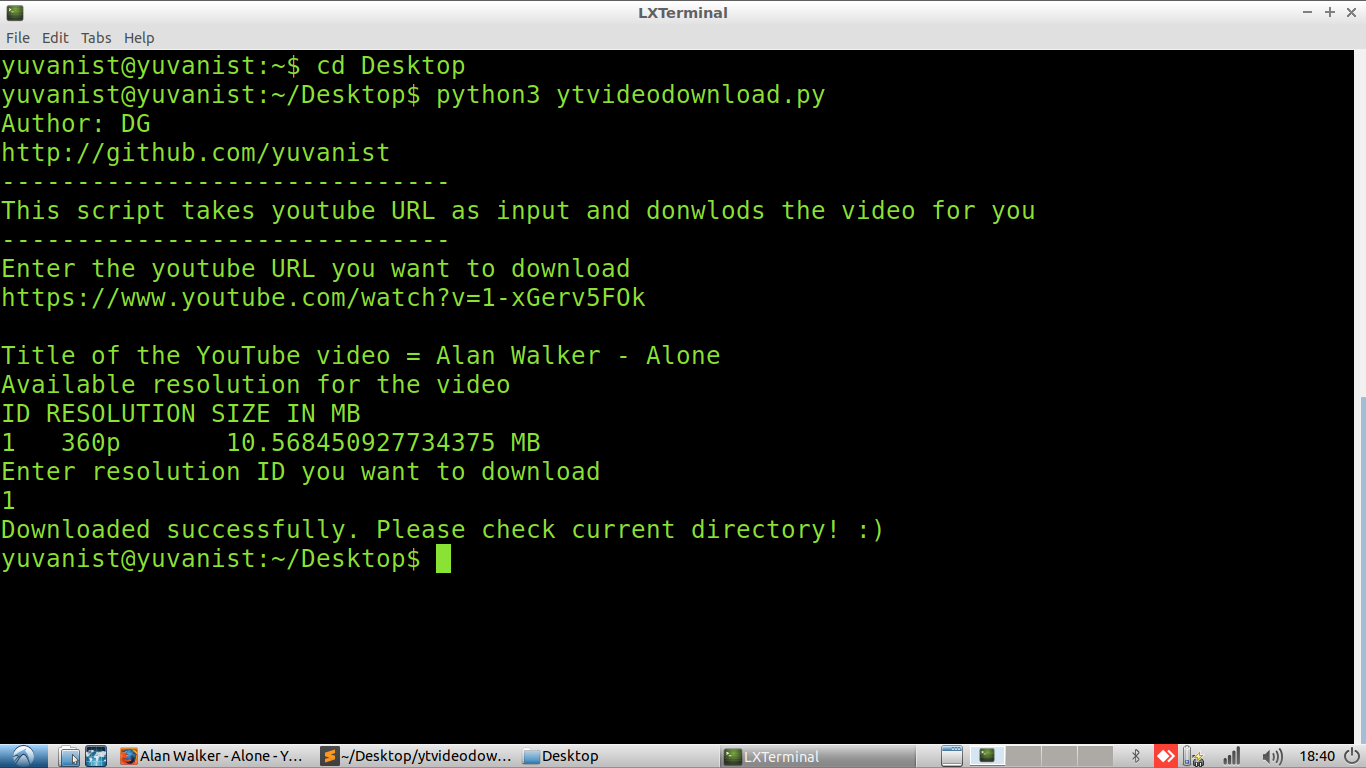 LXTerminal
File Edit Tabs Help
yuvanist@yuvanist:~$ cd Desktop
yuvanist@yuvanist:~/Desktop$ python3 ytvideodownload.py
Author: DG
http://github.com/yuvanist
------------------------------
This script takes youtube URL as input and donwlods the video for you
------------------------------
Enter the youtube URL you want to download
https://www.youtube.com/watch?v=1-xGerv5FOk
Title of the YouTube video = Alan Walker - Alone
Available resolution for the video
ID RESOLUTION SIZE IN MB
1   360p       10.568450927734375 MB
Enter resolution ID you want to download
1
Downloaded successfully. Please check current directory! :)
yuvanist@yuvanist:~/Desktop$
Alan Walker - Alone - Y... ~/Desktop/ytvideodow... Desktop LXTerminal 18:40